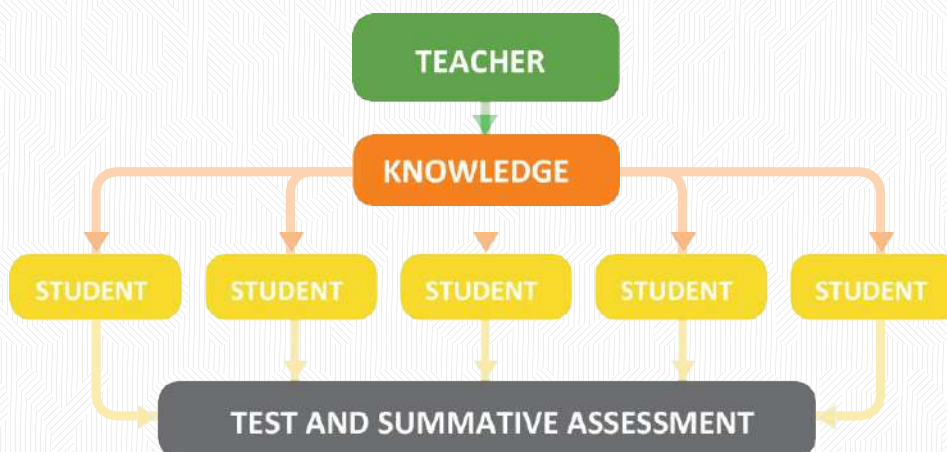 TEACHER
KNOWLEDGE
STUDENT
STUDENT
STUDENT
STUDENT
STUDENT
TEST AND SUMMATIVE ASSESSMENT